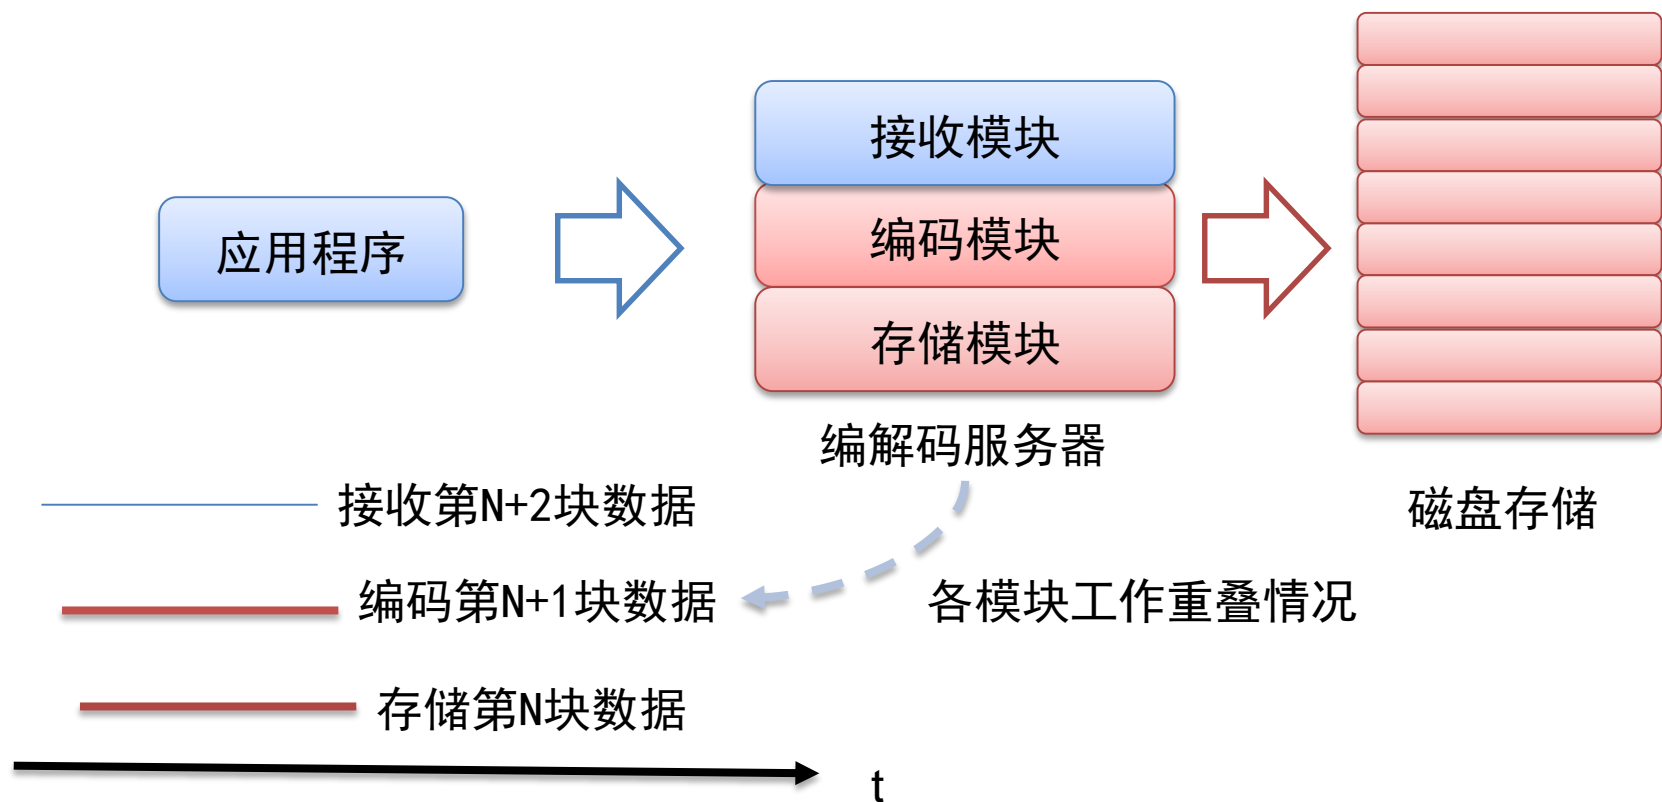 接收模块
应用程序
编码模块
存储模块
编解码服务器
接收第N+2块数据
磁盘存储
编码第N+1块数据
各模块工作重叠情况
存储第N块数据
t